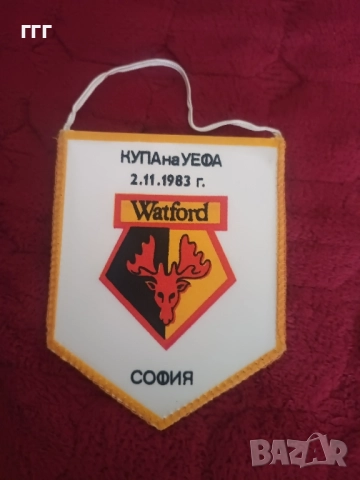 ггг
КУПА на УЕФА
2.11.1983 г.
Watford
СОФИЯ
BAZAR